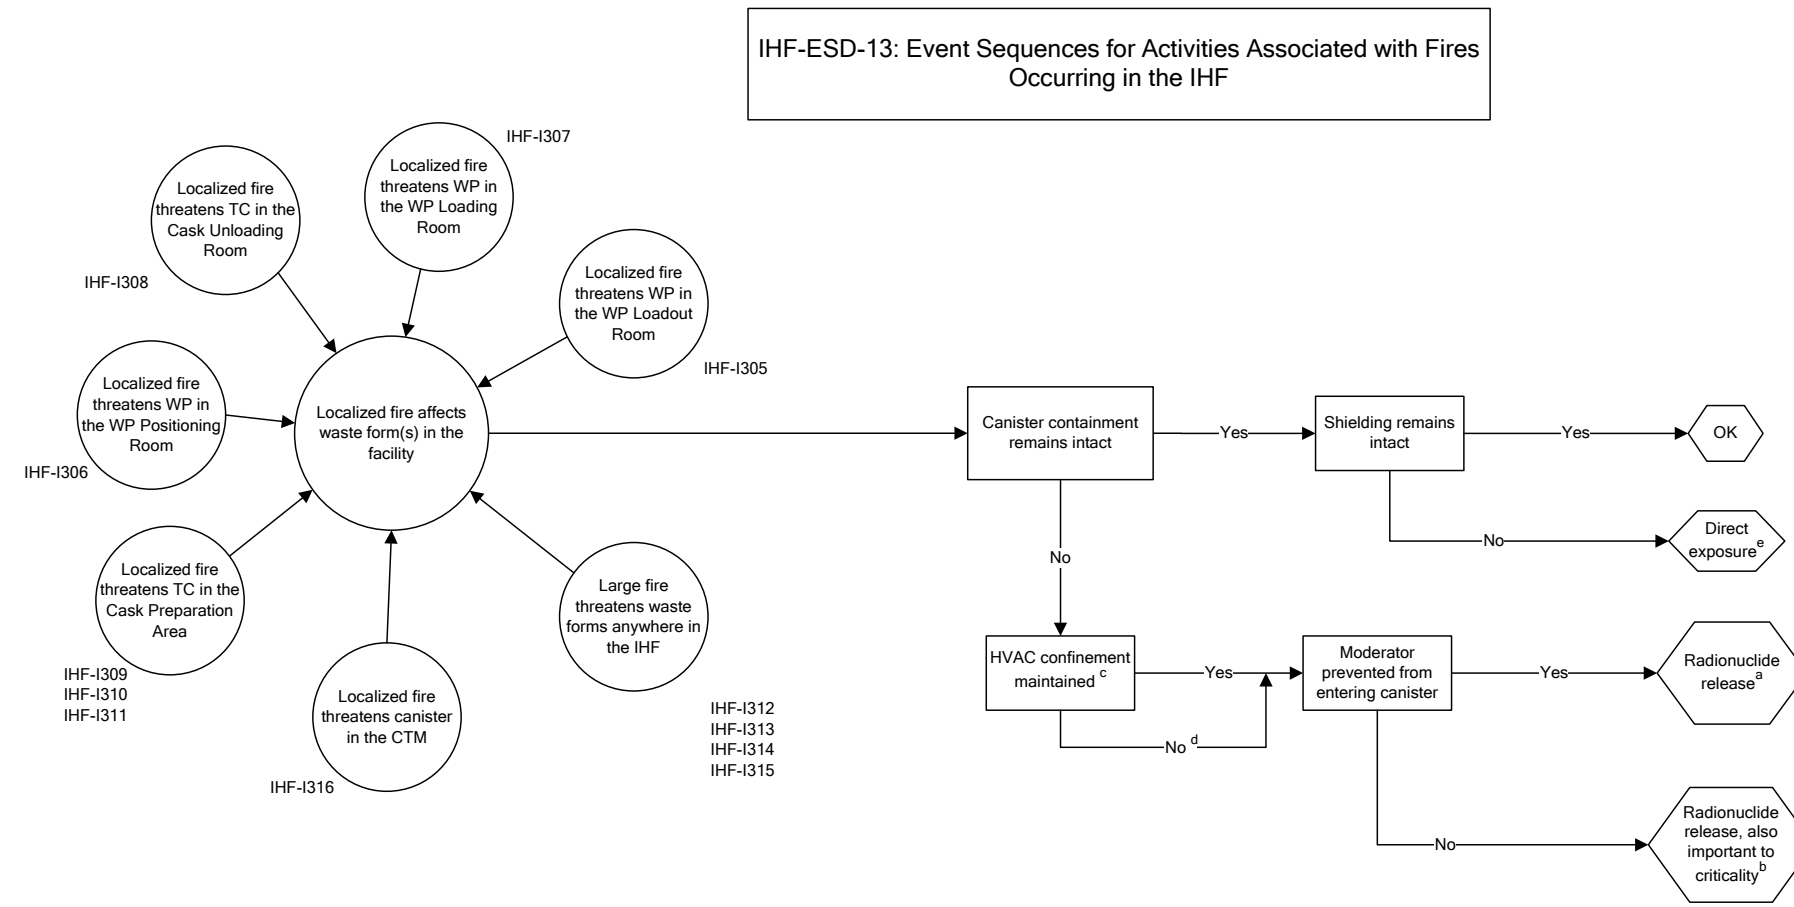 IHF-ESD-13: Event Sequences for Activities Associated with Fires
Occurring in the IHF
IHF-I307
Localized fire
threatens WP in
the WP Loading
Room
Localized fire
threatens TC in the
Cask Unloading
Room
IHF-I308
Localized fire
threatens WP in
the WP Loadout
Room
IHF-I305
Localized fire
threatens WP in
the WP Positioning
Room
IHF-I306
Localized fire affects
waste form(s) in the
facility
Localized fire
threatens TC in the
Cask Preparation
Area
IHF-I309
IHF-I310
IHF-I311
Localized fire
threatens canister
in the CTM
IHF-I316
Large fire
threatens waste
forms anywhere in
the IHF
IHF-I312
IHF-I313
IHF-I314
IHF-I315
Canister containment
remains intact
Yes
Shielding remains
intact
Yes
OK
No
Direct
exposure e
No
HVAC confinement
maintained c
Yes
No d
Moderator
prevented from
entering canister
Yes
Radionuclide
release a
No
Radionuclide
release, also
important to
criticality b